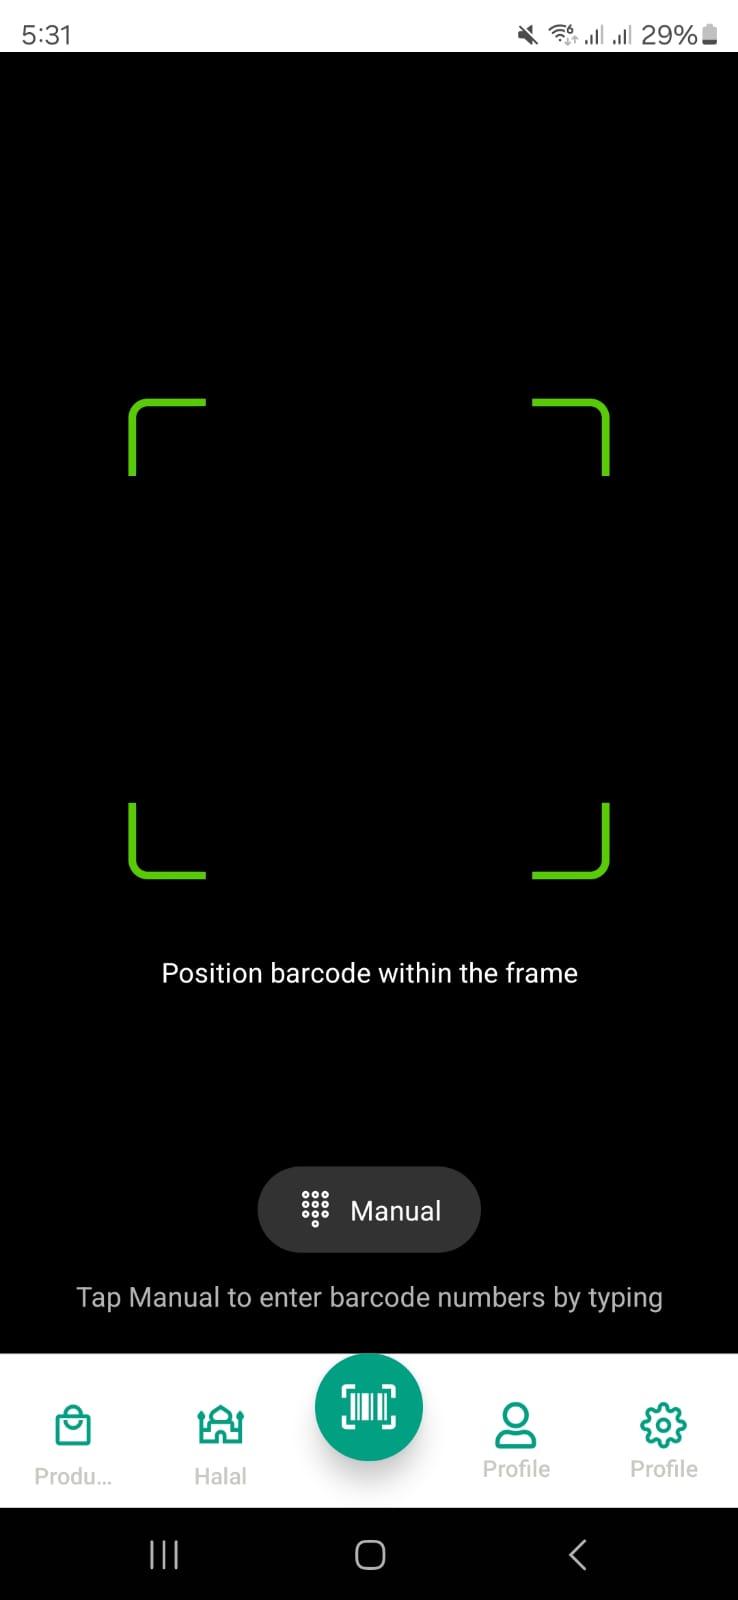 5:31
29%
Position barcode within the frame
Manual
Tap Manual to enter barcode numbers by typing
Produ...
Halal
Profile
Profile